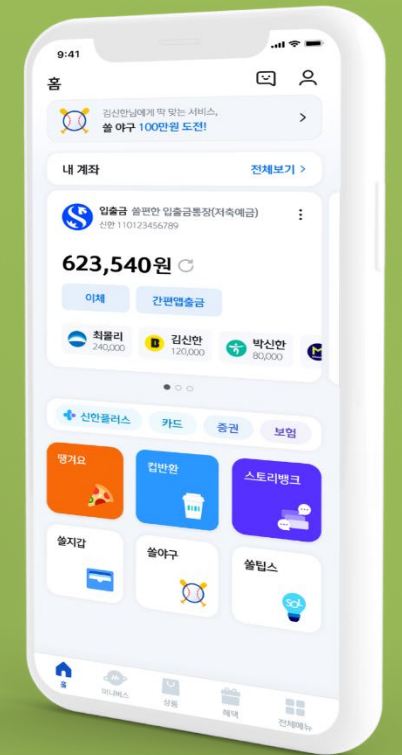 9:41
홈
김신한님에게 딱 맞는 서비스,
쏠 야구 100만원 도전!
내 계좌
전체보기 >
입출금 쏠편한 입출금통장(저축예금)
신한 110123456789
623,540원
이체
간편앱출금
최몰리
240,000
김신한
120,000
박신한
80,000
신한플러스
카드
증권
보험
땡겨요
컵반환
스토리뱅크
쏠지갑
쏠야구
쏠팁스
sol
홈
머니버스
상품
혜택
전체메뉴